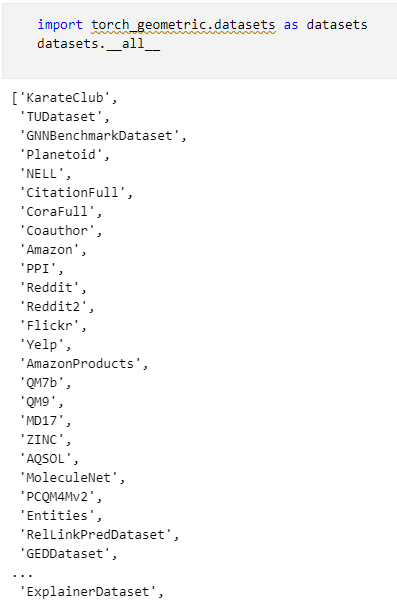 import torch_geometric.datasets as datasets
datasets.__all__
['KarateClub',
'TUDataset',
'GNNBenchmarkDataset',
'Planetoid',
'NELL',
'CitationFull',
'CoraFull',
'Coauthor',
'Amazon',
'PPI',
'Reddit',
'Reddit2',
'Flickr',
'Yelp',
'AmazonProducts',
'QM7b',
'QM9',
'MD17',
'ZINC',
'AQSOL',
'MoleculeNet',
'PCQM4Mv2',
'Entities',
'RelLinkPredDataset',
'GEDDataset',
...
'ExplainerDataset',